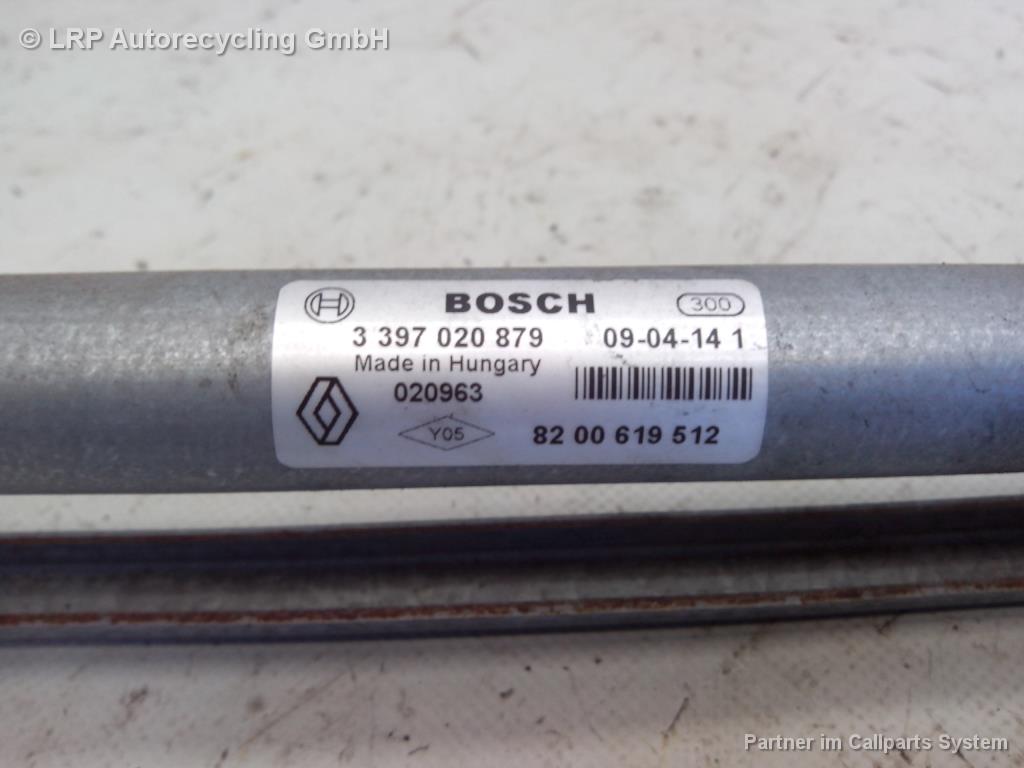 © LRP Autorecycling GmbH
BOSCH 300
3 397 020 879 09-04-14 1
Made in Hungary
020963
Y05 82 00 619 512
Partner im Callparts System